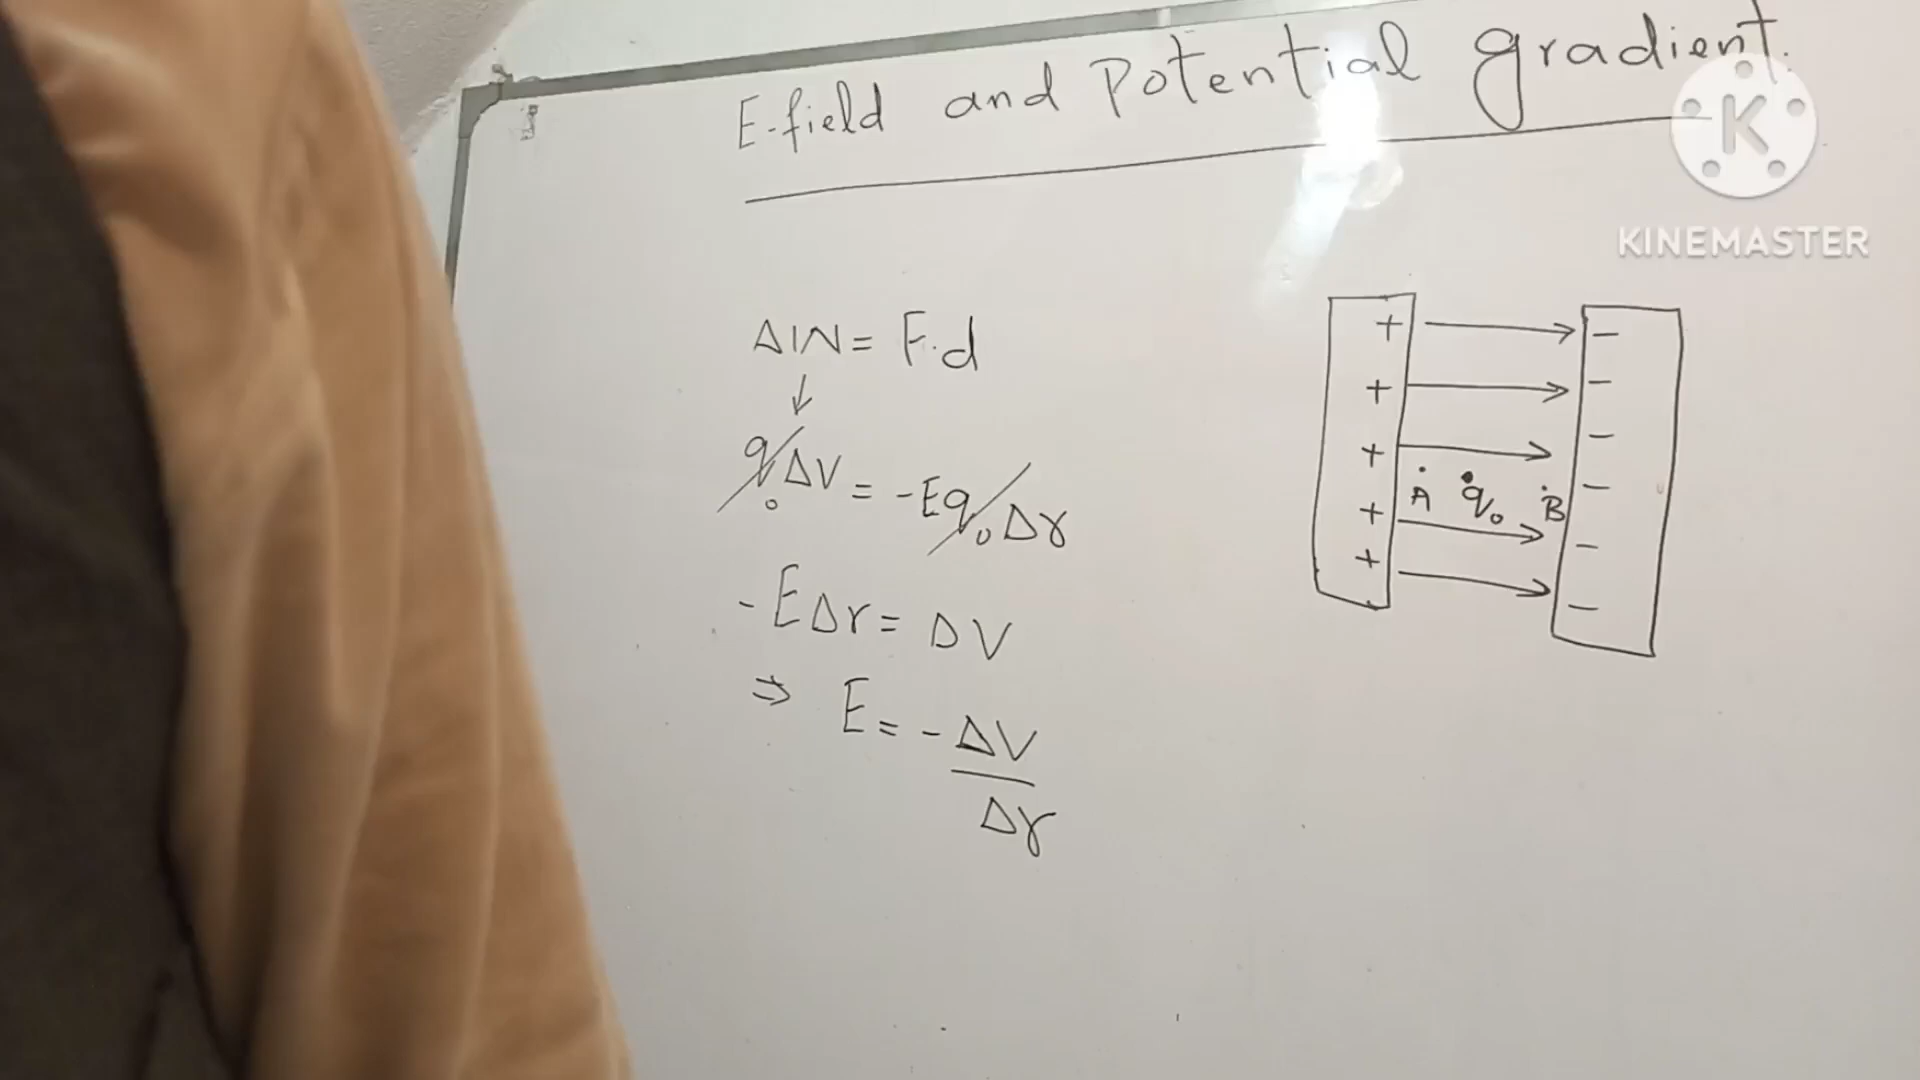 E-field and Potential gradient.
K
KINEMASTER
ΔW = F.d
↓
q₀ΔV = -Eq₀Δr
-EΔr = ΔV
⇒ E = -ΔV/Δr
+ → -
+ → -
+ → -
A q₀ B -
+ → -
+ → -